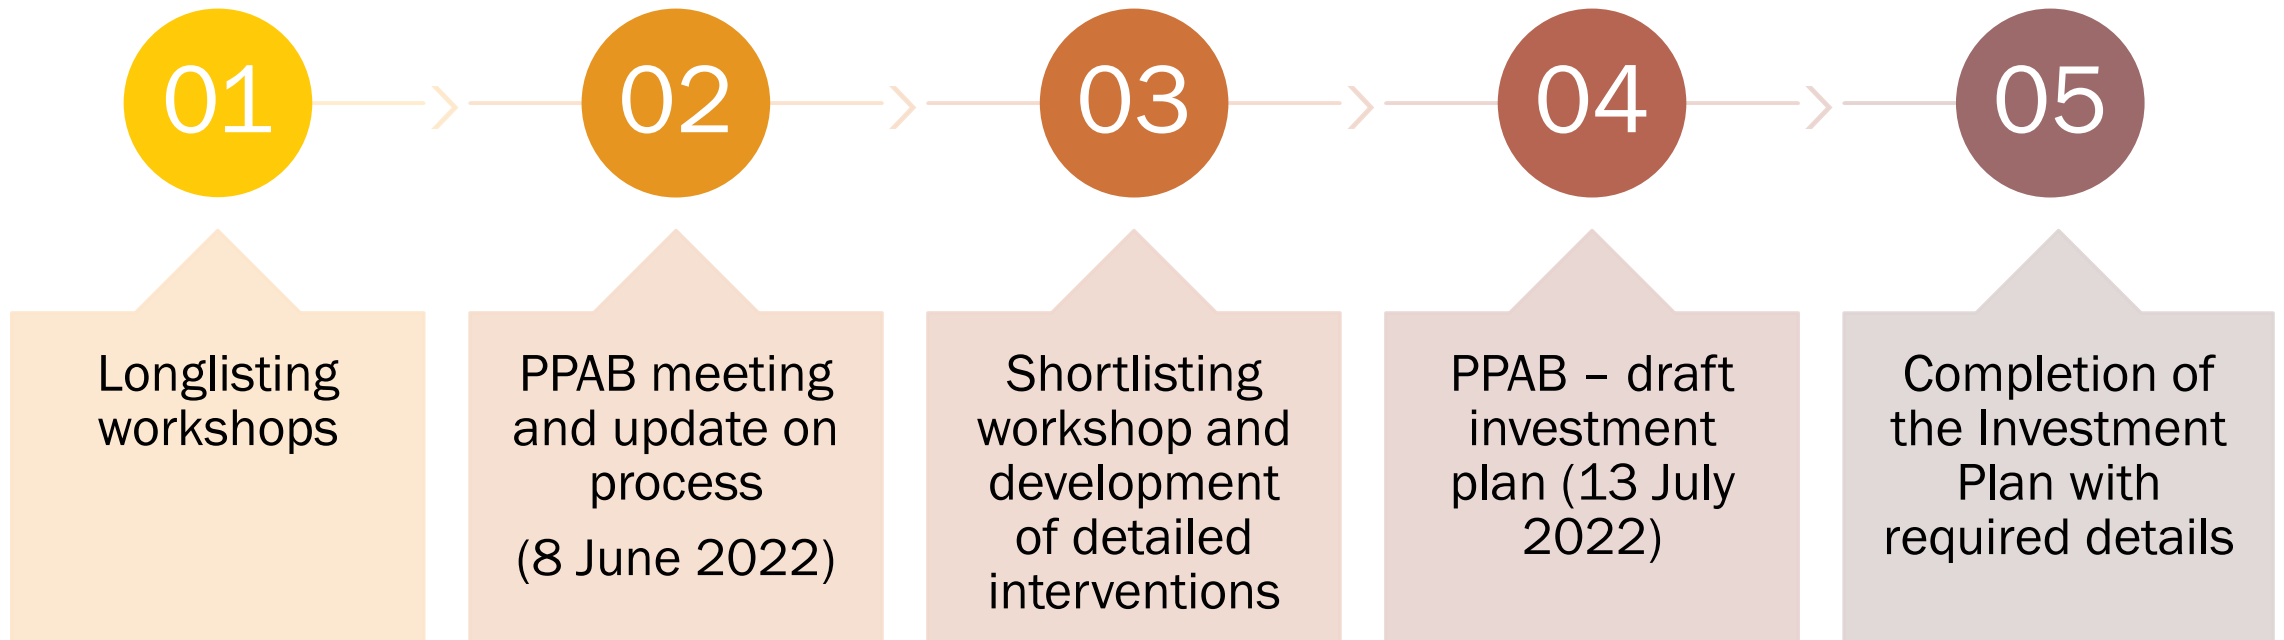 01
02
03
04
05
Longlisting
workshops
PPAB meeting
and update on
process
(8 June 2022)
Shortlisting
workshop and
development
of detailed
interventions
PPAB – draft
investment
plan (13 July
2022)
Completion of
the Investment
Plan with
required details